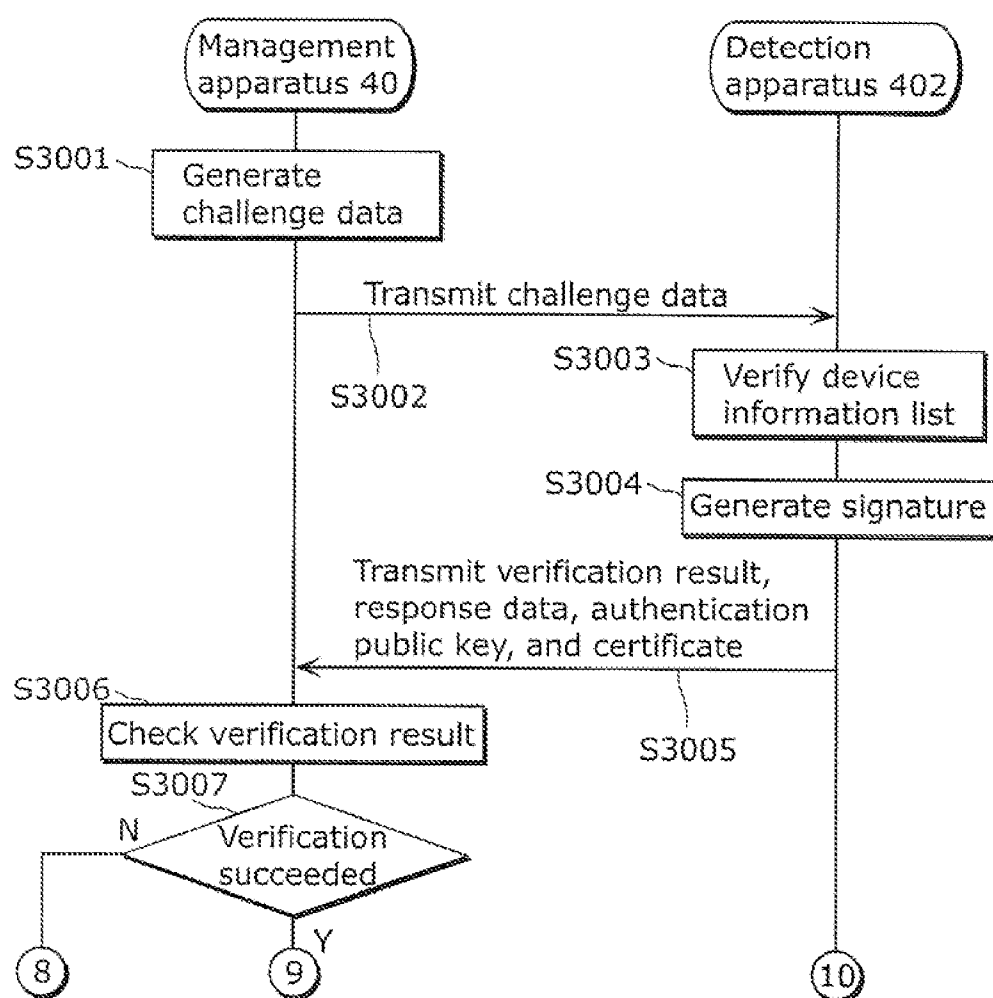 Management
apparatus 40
Detection
apparatus 402
S3001
Generate
challenge data
Transmit challenge data
S3002
S3003
Verify device
information list
S3004
Generate signature
Transmit verification result,
response data, authentication
public key, and certificate
S3005
S3006
Check verification result
S3007
N
Verification
succeeded
Y
8
9
10